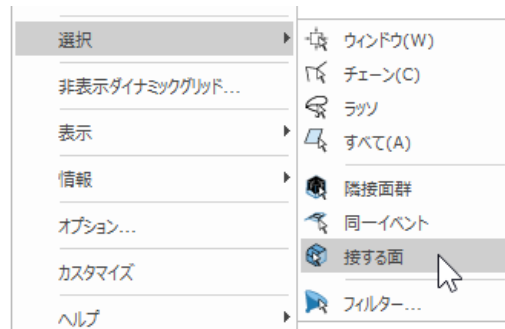 選択
非表示ダイナミックグリッド...
表示
情報
オプション...
カスタマイズ
ヘルプ
ウィンドウ(W)
チェーン(C)
ラッソ
すべて(A)
隣接面群
同一イベント
接する面
フィルター...